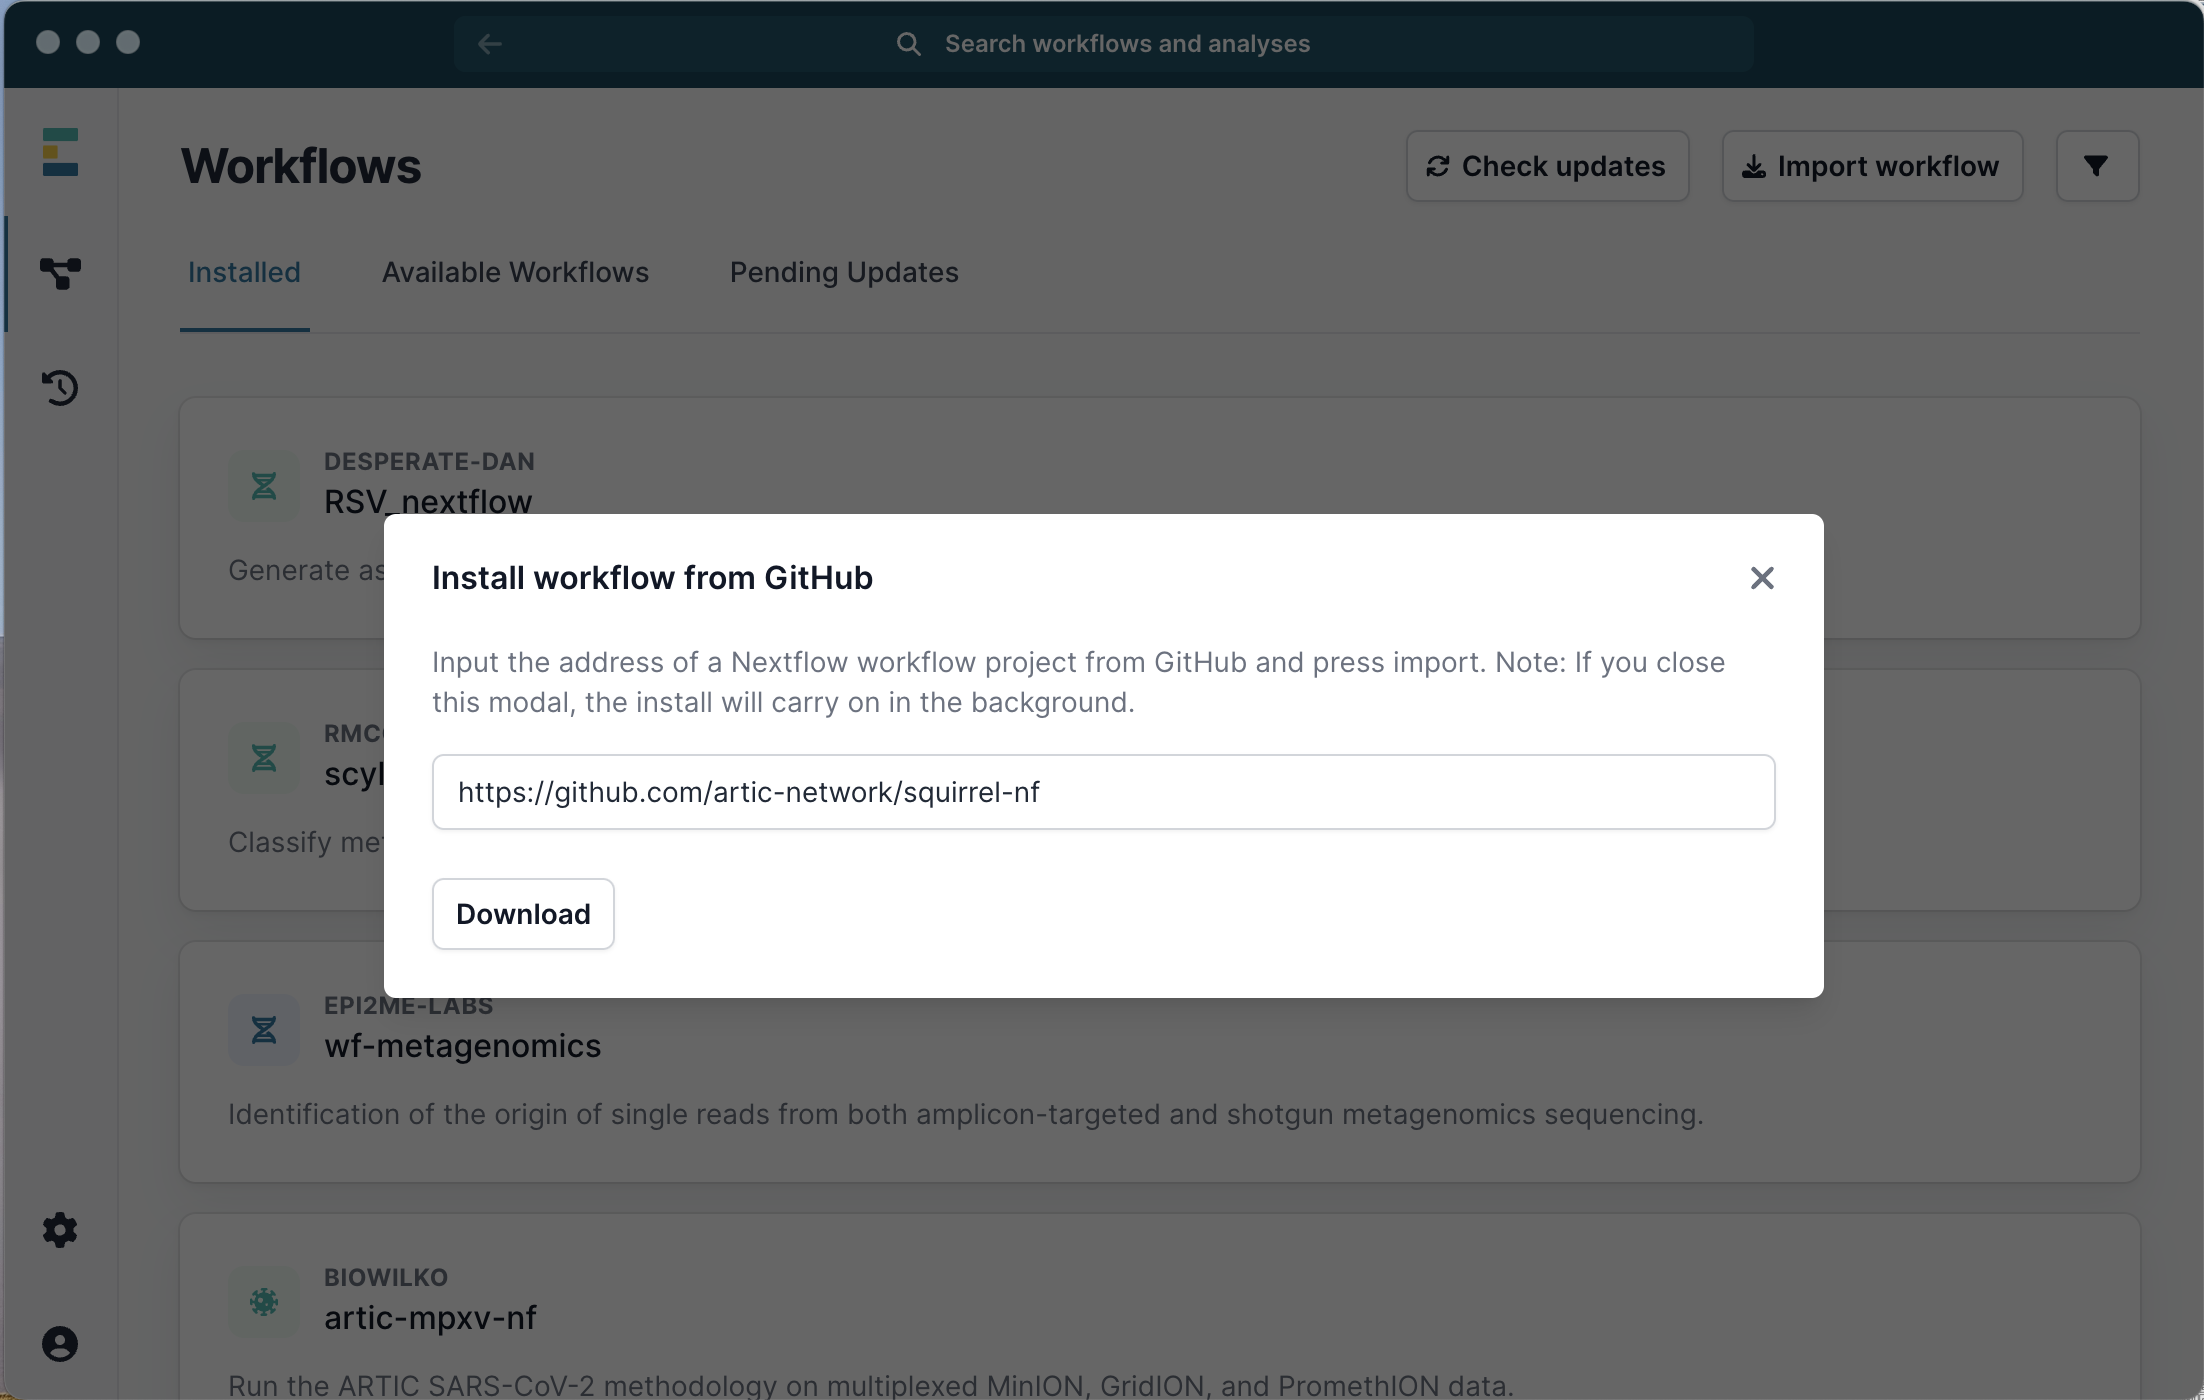 Search workflows and analyses
Workflows
Check updates
Import workflow
Installed
Available Workflows
Pending Updates
DESPERATE-DAN
RSV_nextflow
Generate as
Install workflow from GitHub
Input the address of a Nextflow workflow project from GitHub and press import. Note: If you close
this modal, the install will carry on in the background.
RMC
scyl
https://github.com/artic-network/squirrel-nf
Classify me
Download
EPI2ME-LABS
wf-metagenomics
Identification of the origin of single reads from both amplicon-targeted and shotgun metagenomics sequencing.
BIOWILKO
artic-mpxv-nf
Run the ARTIC SARS-CoV-2 methodology on multiplexed MinION, GridION, and PromethION data.